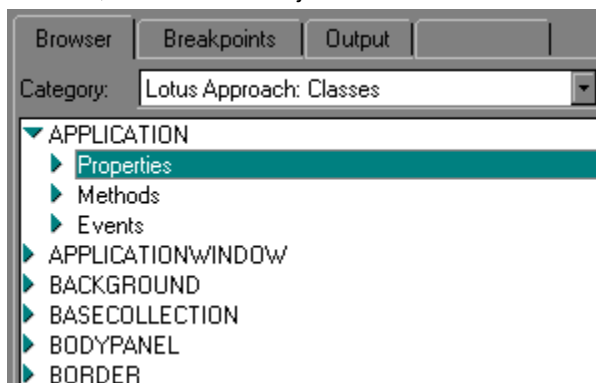 Browser Breakpoints Output
Category: Lotus Approach: Classes
APPLICATION
Properties
Methods
Events
APPLICATIONWINDOW
BACKGROUND
BASECOLLECTION
BODYPANEL
BORDER